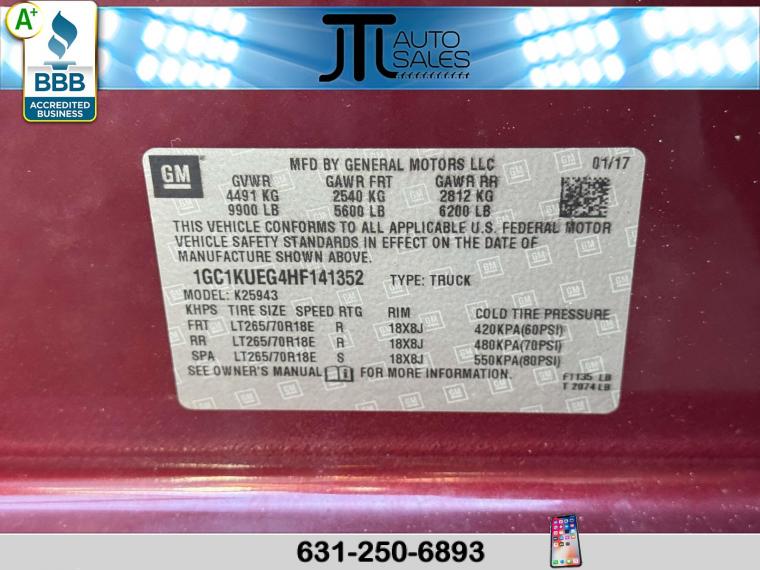 A+
BBB
ACCREDITED
BUSINESS
JTL AUTO
SALES
GM
MFD BY GENERAL MOTORS LLC 01/17
GVWR GAWR FRT GAWR RR
4491 KG 2540 KG 2812 KG
9900 LB 5600 LB 6200 LB
THIS VEHICLE CONFORMS TO ALL APPLICABLE U.S. FEDERAL MOTOR
VEHICLE SAFETY STANDARDS IN EFFECT ON THE DATE OF
MANUFACTURE SHOWN ABOVE.
1GC1KUEG4HF141352 TYPE: TRUCK
MODEL: K25943
KHPS TIRE SIZE SPEED RTG RIM COLD TIRE PRESSURE
FRT LT265/70R18E R 18X8J 420KPA(60PSI)
RR LT265/70R18E R 18X8J 480KPA(70PSI)
SPA LT265/70R18E S 18X8J 550KPA(80PSI)
SEE OWNER'S MANUAL FOR MORE INFORMATION.
F1135 LB
T 2074 LB
631-250-6893